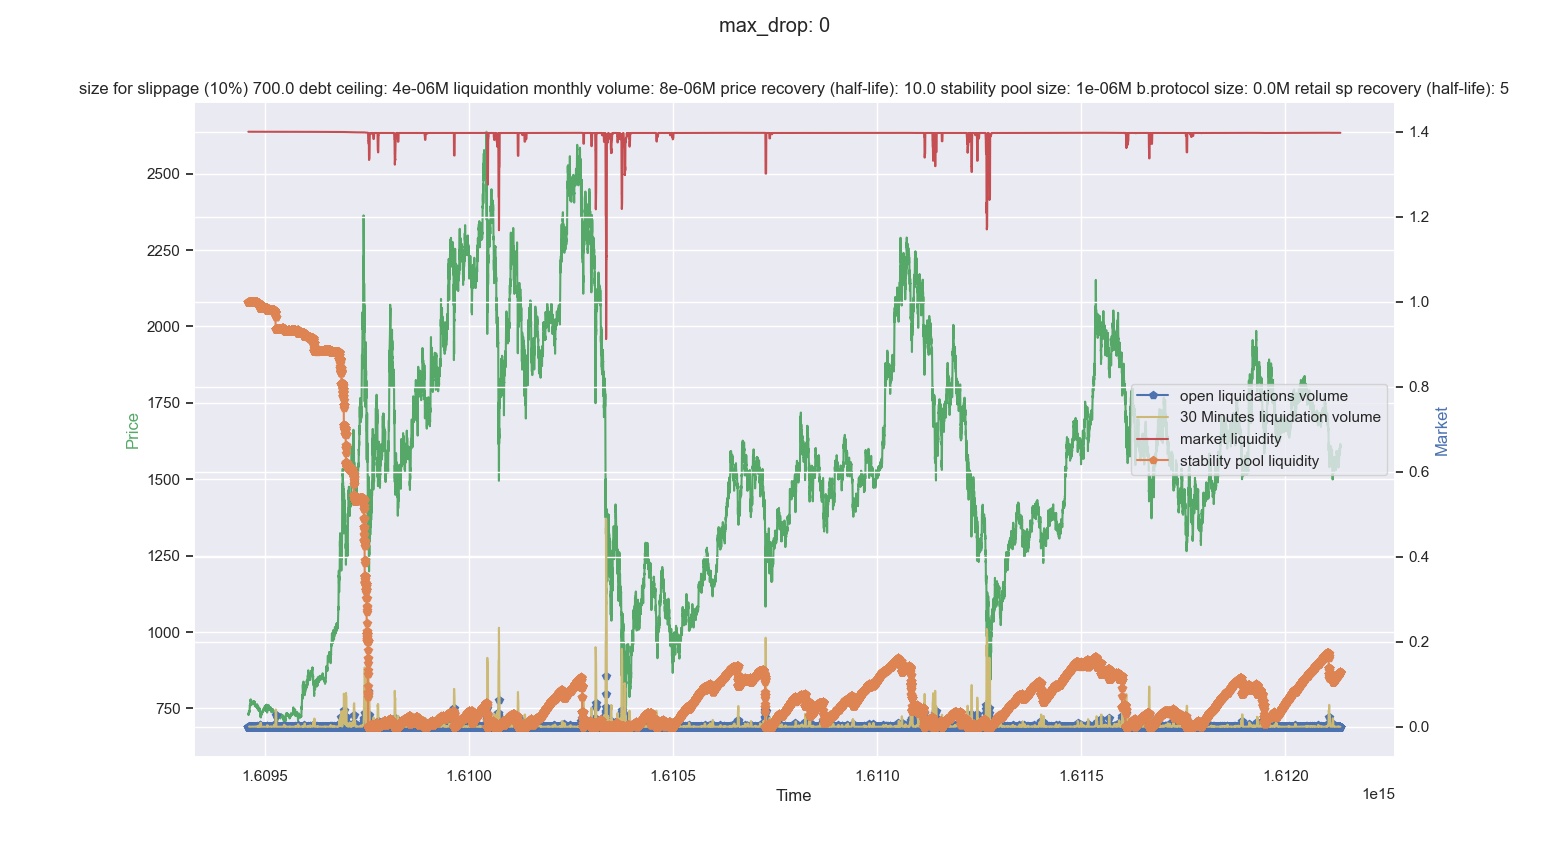 max_drop: 0
size for slippage (10%) 700.0 debt ceiling: 4e-06M liquidation monthly volume: 8e-06M price recovery (half-life): 10.0 stability pool size: 1e-06M b.protocol size: 0.0M retail sp recovery (half-life): 5
2500
2250
2000
1750
1500
1250
1000
750
Price
1.4
1.2
1.0
0.8
0.6
0.4
0.2
0.0
Market
open liquidations volume
30 Minutes liquidation volume
market liquidity
stability pool liquidity
1.6095
1.6100
1.6105
1.6110
1.6115
1.6120
Time
1e15